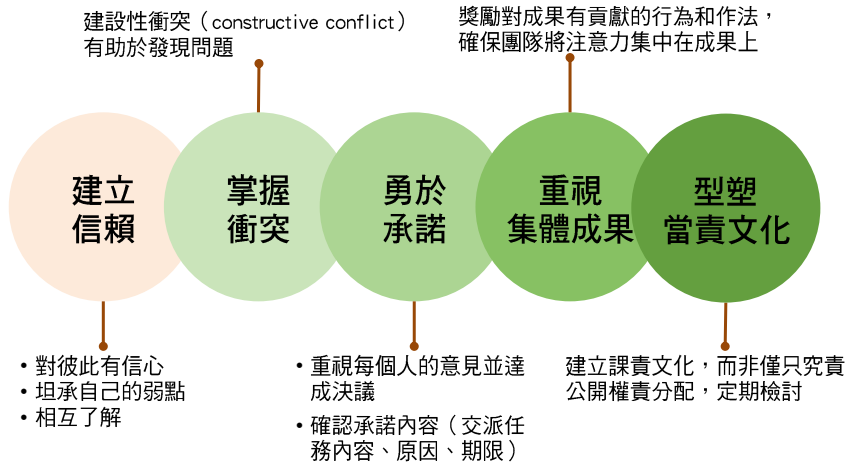 建設性衝突（constructive conflict）
有助於發現問題
獎勵對成果有貢獻的行為和作法，
確保團隊將注意力集中在成果上
建立
信賴
掌握
衝突
勇於
承諾
重視
集體成果
型塑
當責文化
•對彼此有信心
•坦承自己的弱點
•相互了解
•重視每個人的意見並達
成決議
•確認承諾內容（交派任
務內容、原因、期限）
建立課責文化，而非僅只究責
公開權責分配，定期檢討